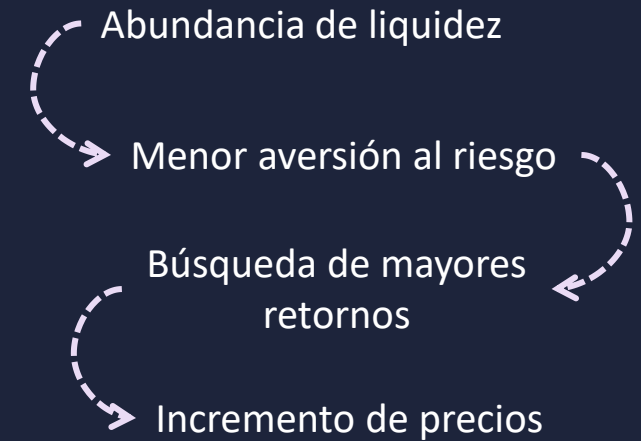 Abundancia de liquidez
Menor aversión al riesgo
Búsqueda de mayores
retornos
Incremento de precios